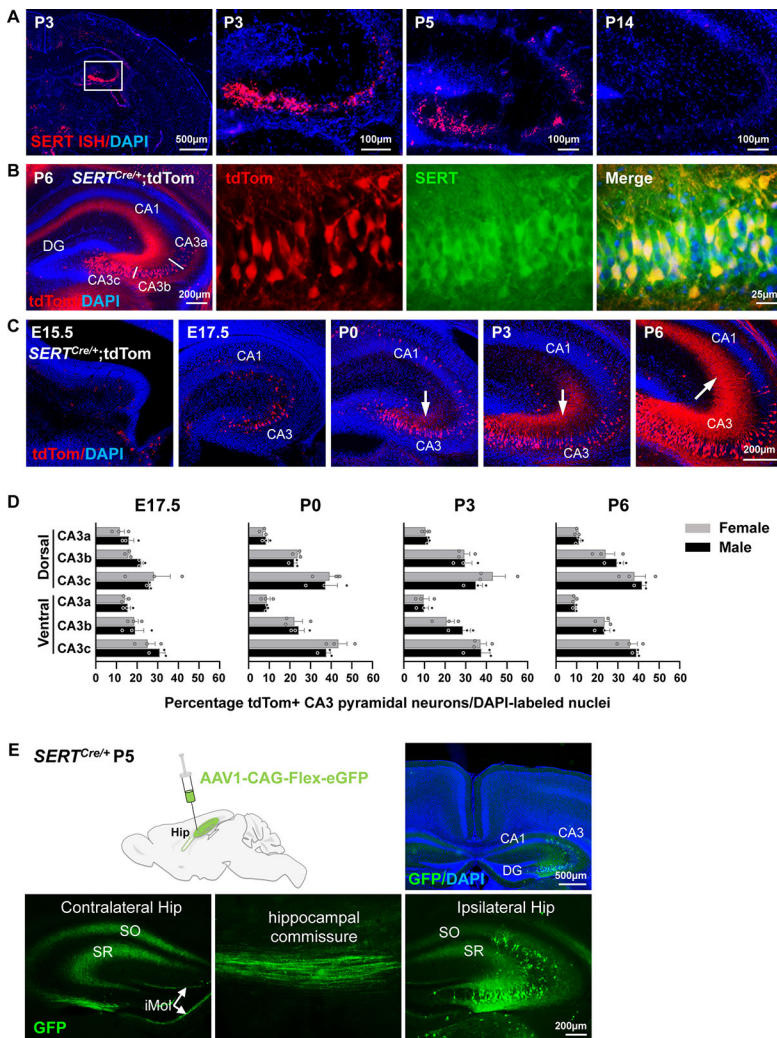 A
P3
P3
P5
P14
SERT ISH/DAPI
500µm
100µm
100µm
100µm
B
P6 SERTCre/+;tdTom
CA1
DG
CA3a
CA3c
CA3b
tdTom/DAPI
200µm
tdTom
SERT
Merge
25µm
C
E15.5
SERTCre/+;tdTom
tdTom/DAPI
E17.5
CA1
CA3
P0
CA1
CA3
P3
CA1
CA3
P6
CA1
CA3
200µm
D
E17.5
P0
P3
P6
Female
Male
Dorsal
CA3a
CA3b
CA3c
Ventral
CA3a
CA3b
CA3c
0 10 20 30 40 50 60
0 10 20 30 40 50 60
0 10 20 30 40 50 60
0 10 20 30 40 50 60
Percentage tdTom+ CA3 pyramidal neurons/DAPI-labeled nuclei
E
SERTCre/+ P5
AAV1-CAG-Flex-eGFP
Hip
CA1
CA3
DG
GFP/DAPI
500µm
Contralateral Hip
SO
SR
iMol
GFP
hippocampal
commissure
Ipsilateral Hip
SO
SR
200µm